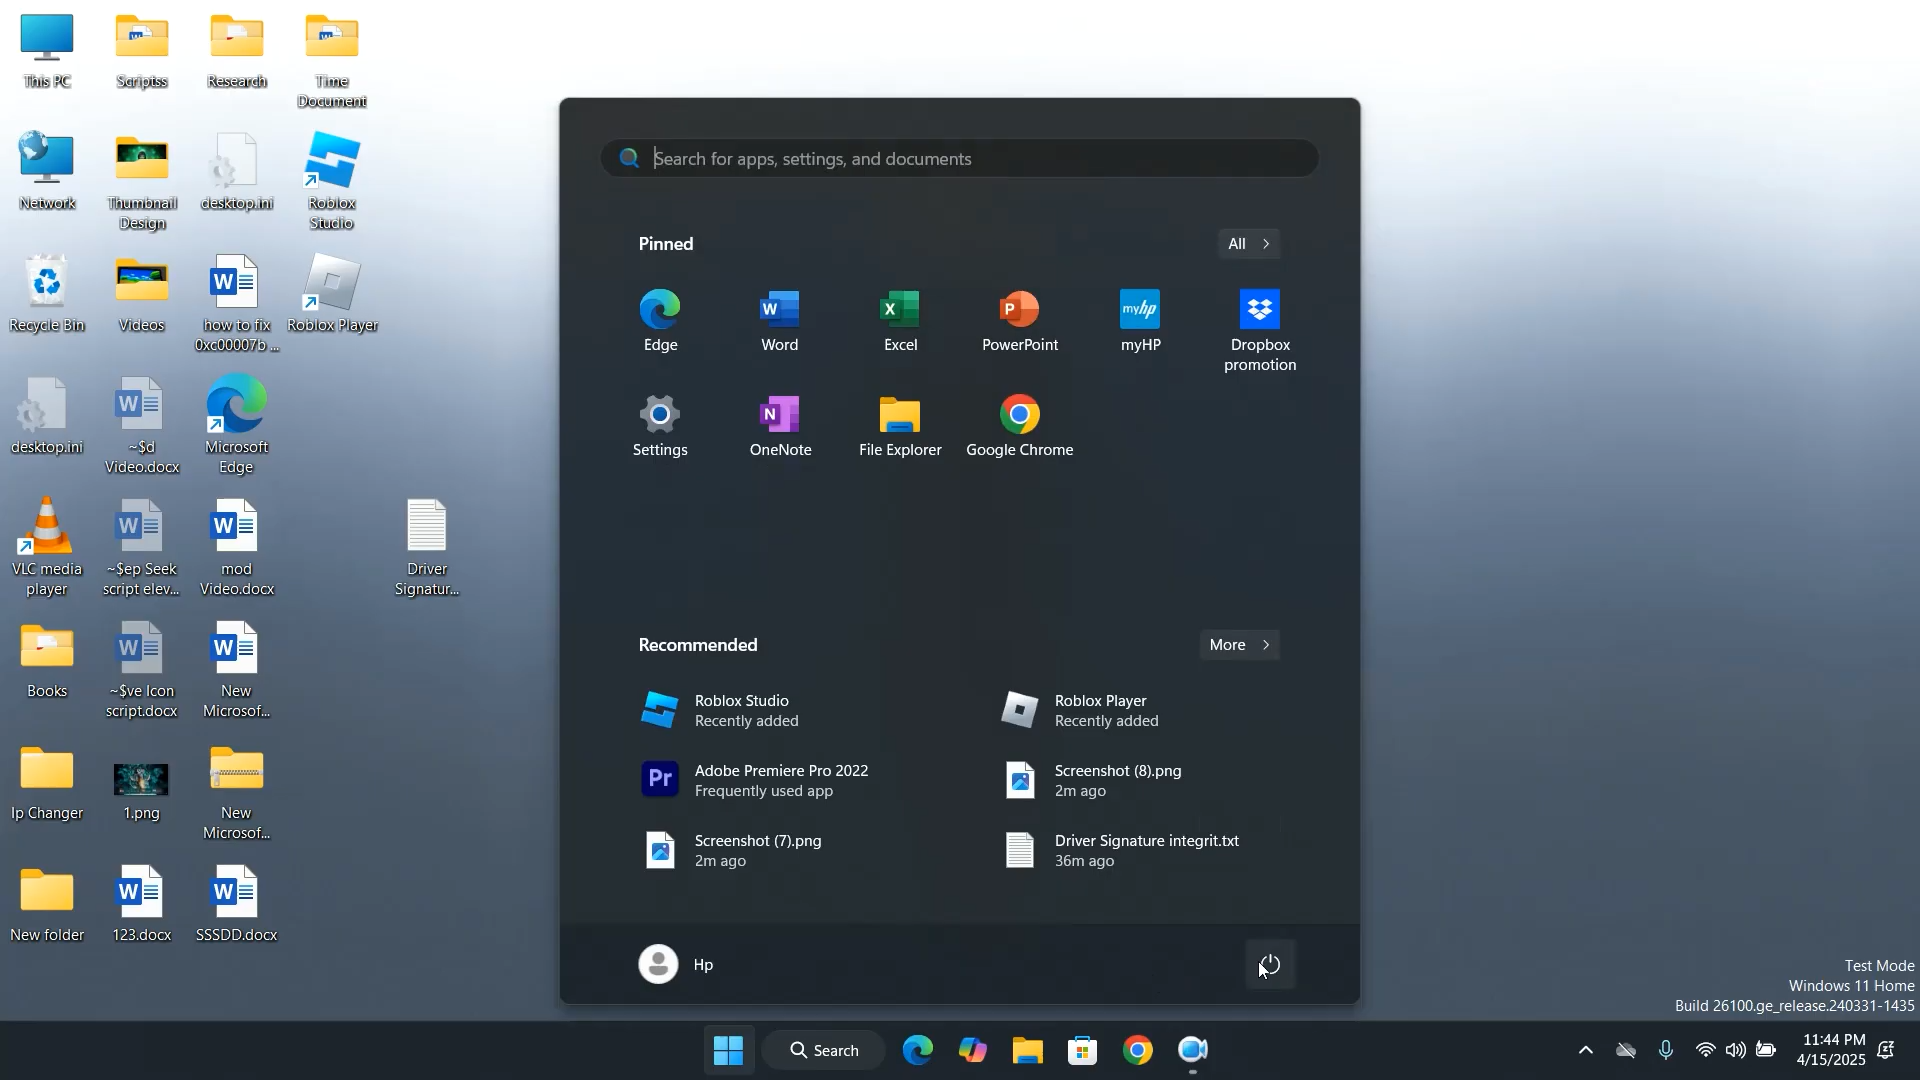 This PC
Scriptss
Research
Time
Document
Network
Thumbnail
Design
desktop.ini
Roblox
Studio
Recycle Bin
Videos
how to fix
0xc00007b ...
Roblox Player
desktop.ini
~$d
Video.docx
Microsoft
Edge
VLC media
player
~$ep Seek
script elev...
mod
Video.docx
Driver
Signatur...
Books
~$ve Icon
script.docx
New
Microsof...
Ip Changer
1.png
New
Microsof...
New folder
123.docx
SSSDD.docx
Search for apps, settings, and documents
Pinned
All
Edge
Word
Excel
PowerPoint
myhp
myHP
Dropbox
promotion
Settings
OneNote
File Explorer
Google Chrome
Recommended
More
Roblox Studio
Recently added
Roblox Player
Recently added
Pr
Adobe Premiere Pro 2022
Frequently used app
Screenshot (8).png
2m ago
Screenshot (7).png
2m ago
Driver Signature integrit.txt
36m ago
Hp
Test Mode
Windows 11 Home
Build 26100.ge_release.240331-1435
Search
11:44 PM
4/15/2025